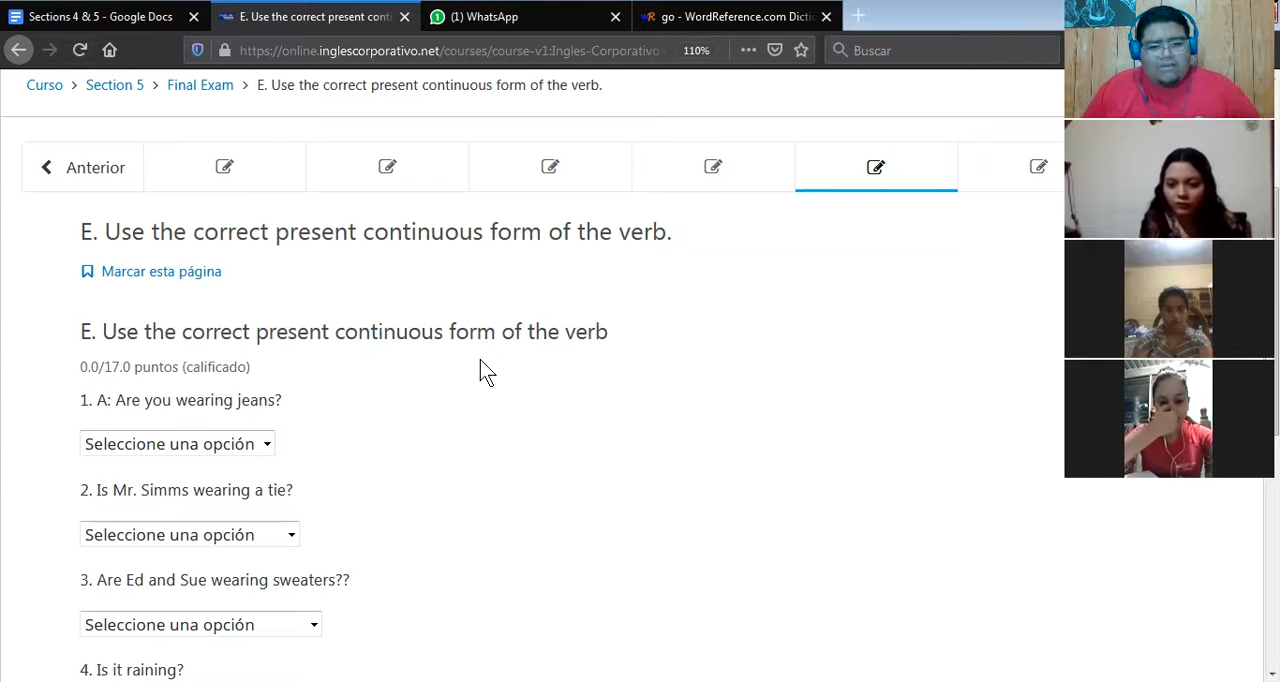 Sections 4 & 5 - Google Docs
E. Use the correct present conti
(1) WhatsApp
go - WordReference.com Dictio
https://online.inglescorporativo.net/courses/course-v1:Ingles-Corporativo
110%
Buscar
Curso > Section 5 > Final Exam > E. Use the correct present continuous form of the verb.
Anterior
E. Use the correct present continuous form of the verb.
Marcar esta página
E. Use the correct present continuous form of the verb
0.0/17.0 puntos (calificado)
1. A: Are you wearing jeans?
Seleccione una opción
2. Is Mr. Simms wearing a tie?
Seleccione una opción
3. Are Ed and Sue wearing sweaters??
Seleccione una opción
4. Is it raining?